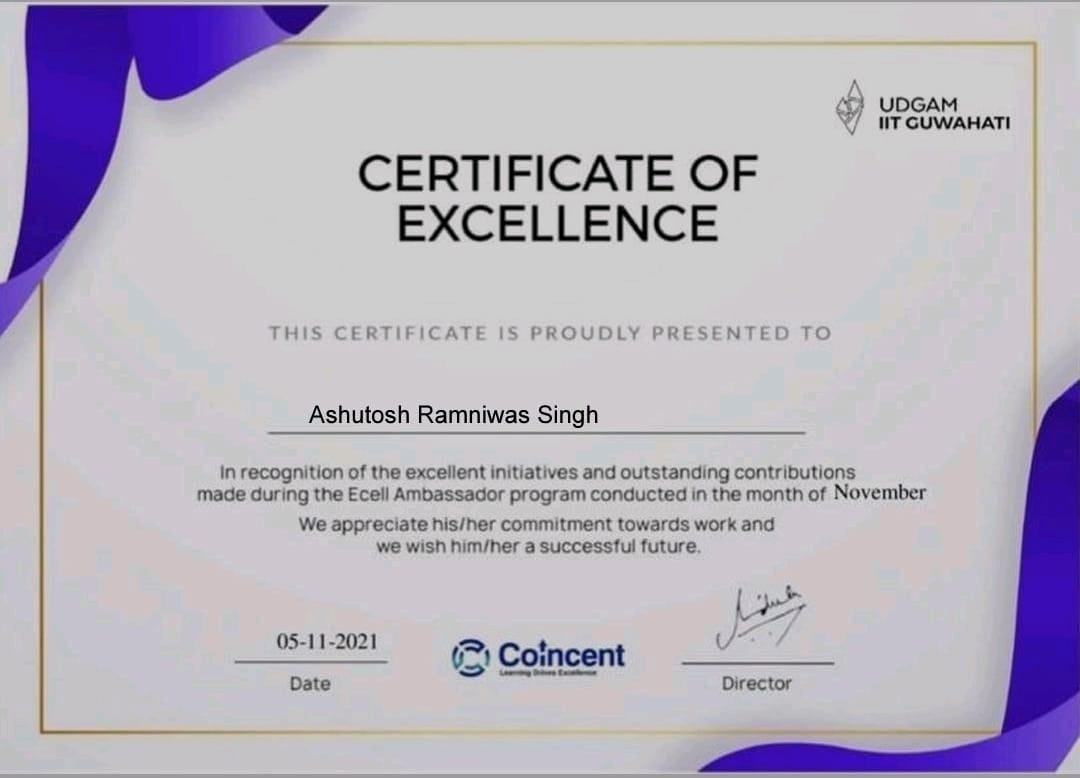 UDGAM
IIT GUWAHATI
CERTIFICATE OF
EXCELLENCE
THIS CERTIFICATE IS PROUDLY PRESENTED TO
Ashutosh Ramniwas Singh
In recognition of the excellent initiatives and outstanding contributions
made during the Ecell Ambassador program conducted in the month of November
We appreciate his/her commitment towards work and
we wish him/her a successful future.
05-11-2021
Date
Coincent
Learning Drives Excellence
Director